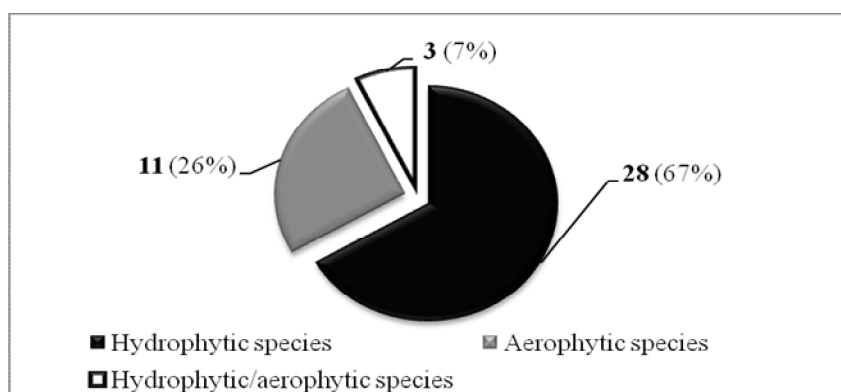 3 (7%)
11 (26%)
28 (67%)
Hydrophytic species
Aerophytic species
Hydrophytic/aerophytic species